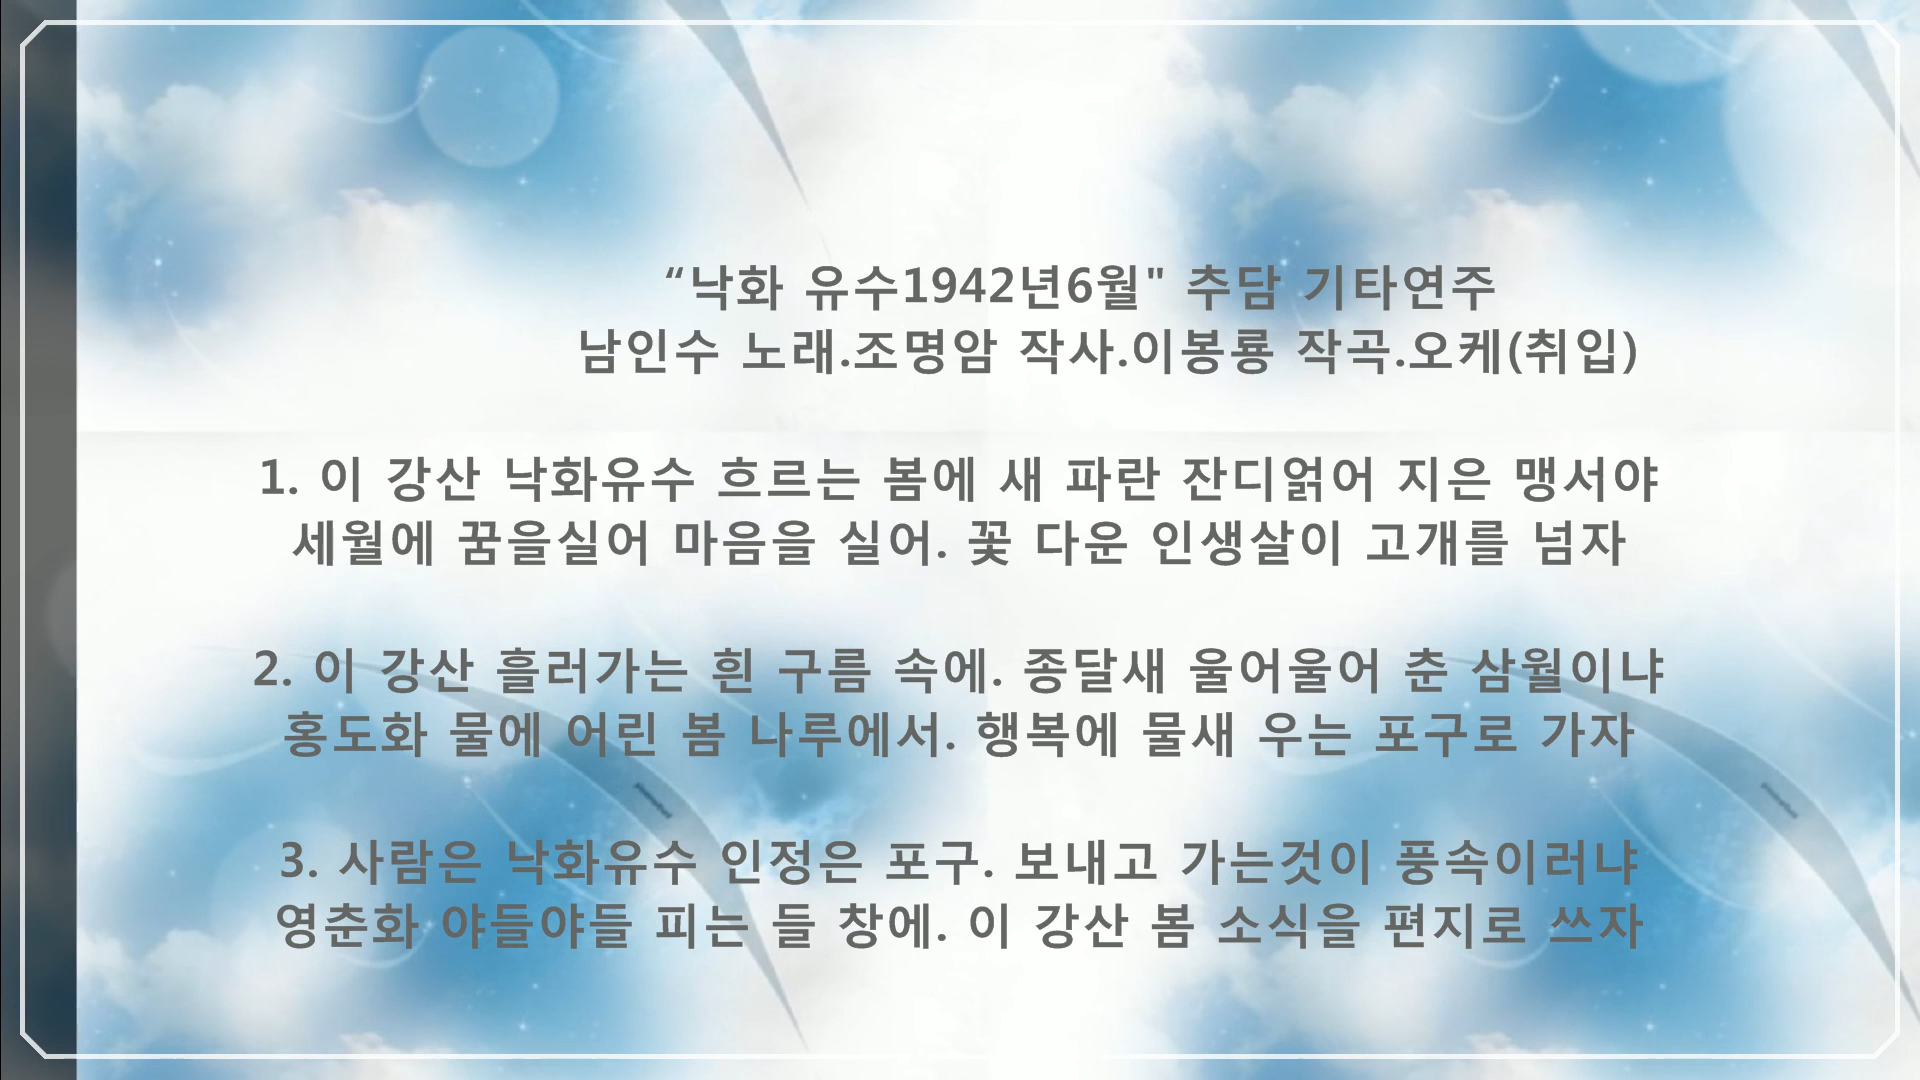 “낙화 유수1942년6월" 추담 기타연주
남인수 노래.조명암 작사.이봉룡 작곡.오케(취입)
1. 이 강산 낙화유수 흐르는 봄에 새 파란 잔디얽어 지은 맹서야
세월에 꿈을실어 마음을 실어. 꽃 다운 인생살이 고개를 넘자
2. 이 강산 흘러가는 흰 구름 속에. 종달새 울어울어 춘 삼월이냐
홍도화 물에 어린 봄 나루에서. 행복에 물새 우는 포구로 가자
3. 사람은 낙화유수 인정은 포구. 보내고 가는것이 풍속이러냐
영춘화 야들야들 피는 들 창에. 이 강산 봄 소식을 편지로 쓰자